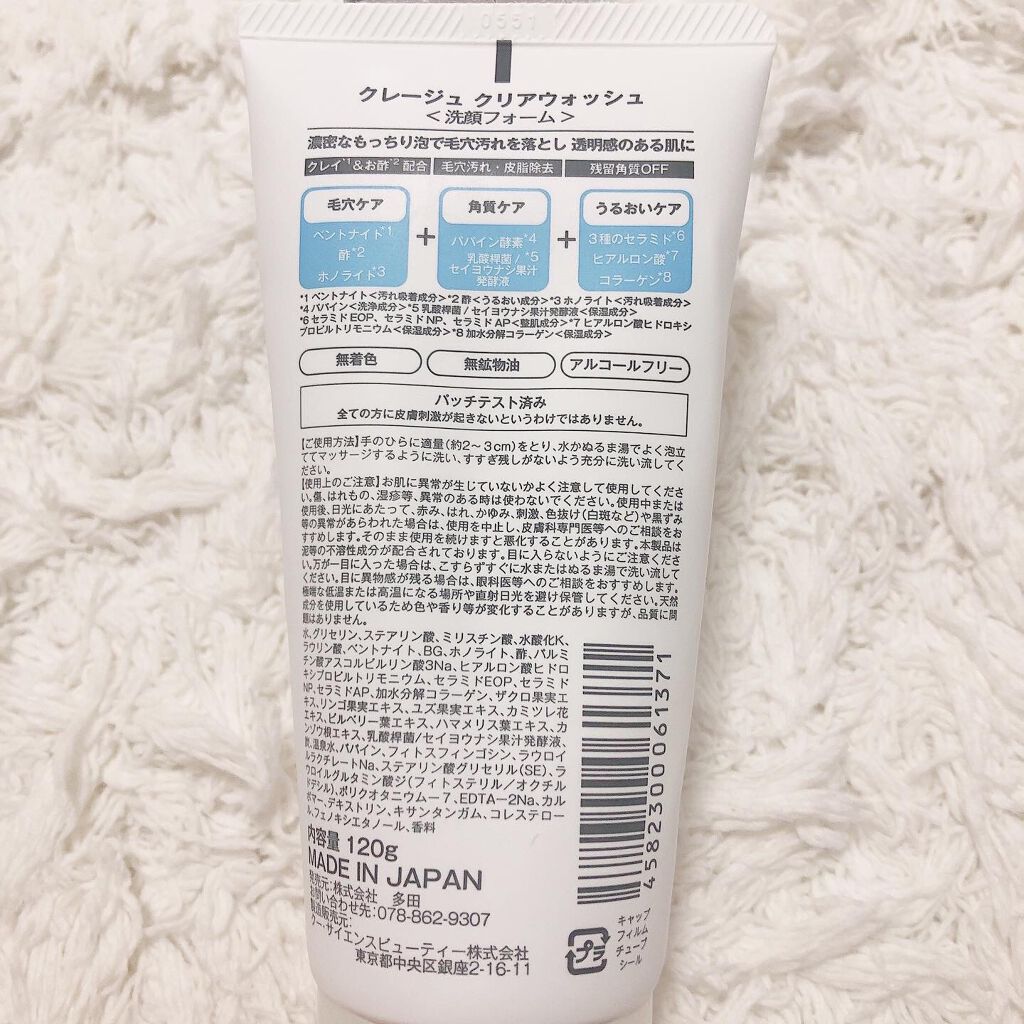 0551
クレージュ クリアウォッシュ
<洗顔フォーム>
濃密なもっちり泡で毛穴汚れを落とし 透明感のある肌に
クレイ*1&お酢*2配合 毛穴汚れ・皮脂除去 残留角質OFF
毛穴ケア
ベントナイト*1
酢*2
ホノライト*3
+
角質ケア
パパイン酵素*4
乳酸桿菌/*5
セイヨウナシ果汁
発酵液
+
うるおいケア
3種のセラミド*6
ヒアルロン酸*7
コラーゲン*8
*1 ベントナイト<汚れ吸着成分>*2 酢<うるおい成分>*3 ホノライト<汚れ吸着成分>
*4 パパイン<洗浄成分>*5 乳酸桿菌/セイヨウナシ果汁発酵液<保湿成分>
*6 セラミドEOP、セラミドNP、セラミドAP<整肌成分>*7 ヒアルロン酸ヒドロキシ
プロピルトリモニウム<保湿成分>*8 加水分解コラーゲン<保湿成分>
無着色 無鉱物油 アルコールフリー
パッチテスト済み
全ての方に皮膚刺激が起きないというわけではありません。
【ご使用方法】手のひらに適量(約2〜3cm)をとり、水かぬるま湯でよく泡立
ててマッサージするように洗い、すすぎ残しがないよう充分に洗い流してく
ださい。
【使用上のご注意】お肌に異常が生じていないかよく注意して使用してくださ
い。傷、はれもの、湿疹等、異常のある時は使わないでください。使用中または
使用後、日光にあたって、赤み、はれ、かゆみ、刺激、色抜け(白斑など)や黒ずみ
等の異常があらわれた場合は、使用を中止し、皮膚科専門医等へのご相談をお
すすめします。そのまま使用を続けますと悪化することがあります。本製品は
泥等の不溶性成分が配合されております。目に入らないようにご注意くださ
い。万が一目に入った場合は、こすらずすぐに水またはぬるま湯で洗い流して
ください。目に異物感が残る場合は、眼科医等へのご相談をおすすめします。
極端な低温または高温になる場所や直射日光を避け保管してください。天然
成分を使用しているため色や香り等が変化することがありますが、品質に問
題はありません。
水、グリセリン、ステアリン酸、ミリスチン酸、水酸化K、
ラウリン酸、ベントナイト、BG、ホノライト、酢、パルミ
チン酸アスコルビルリン酸3Na、ヒアルロン酸ヒドロ
キシプロピルトリモニウム、セラミドEOP、セラミド
NP、セラミドAP、加水分解コラーゲン、ザクロ果実エ
キス、リンゴ果実エキス、ユズ果実エキス、カミツレ花
エキス、ビルベリー葉エキス、ハマメリス葉エキス、カ
ンゾウ根エキス、乳酸桿菌/セイヨウナシ果汁発酵液、
酸、温泉水、パパイン、フィトスフィンゴシン、ラウロイ
ルラクチレートNa、ステアリン酸グリセリル(SE)、ラ
ウロイルグルタミン酸ジ(フィトステリル/オクチル
ドデシル)、ポリクオタニウム-7、EDTA-2Na、カル
ボマー、デキストリン、キサンタンガム、コレステロー
ル、フェノキシエタノール、香料
内容量 120g
MADE IN JAPAN
発売元:株式会社 多田
お問い合わせ先:078-862-9307
製造販売元:
クー・サイエンスビューティー株式会社
東京都中央区銀座2-16-11
4582300061371
プラ
キャップ
フィルム
チューブ
シール